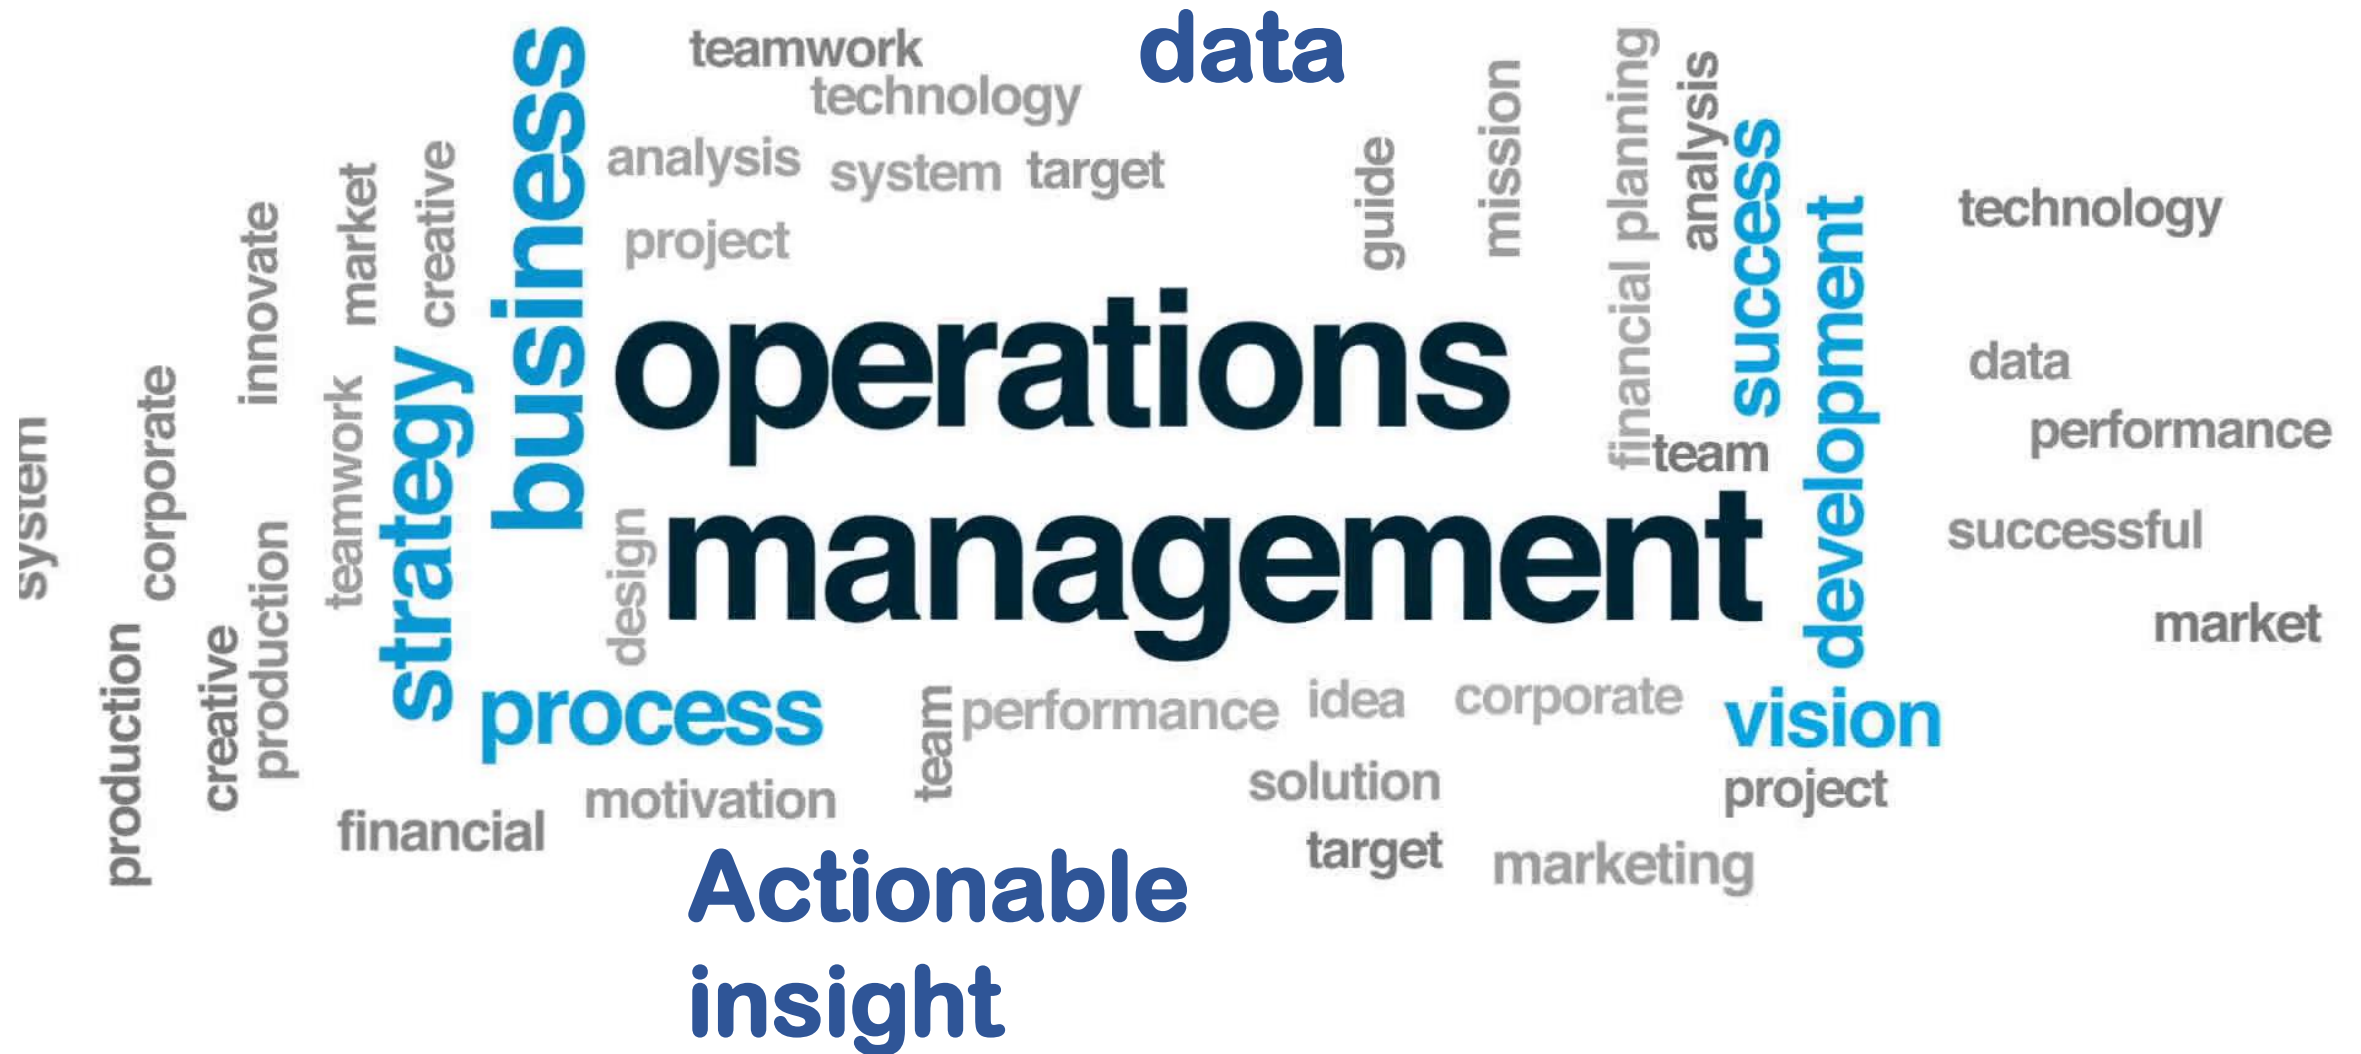 data
teamwork
technology
analysis system target
project
guide
mission
financial planning
analysis
success
development
technology
data
performance
successful
market
business
creative
market
innovate
strategy
teamwork
corporate
system
production
creative
production
operations
management
team
design
process
team
performance
idea
corporate
vision
project
solution
target
marketing
motivation
financial
Actionable
insight